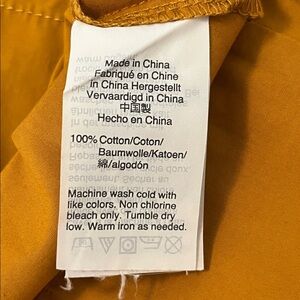 Made in China
Fabriqué en Chine
In China Hergestellt
Vervaardigd in China
中国製
Hecho en China
100% Cotton/Coton/
Baumwolle/Katoen/
綿/algodón
Machine wash cold with
like colors. Non chlorine
bleach only. Tumble dry
low. Warm iron as needed.